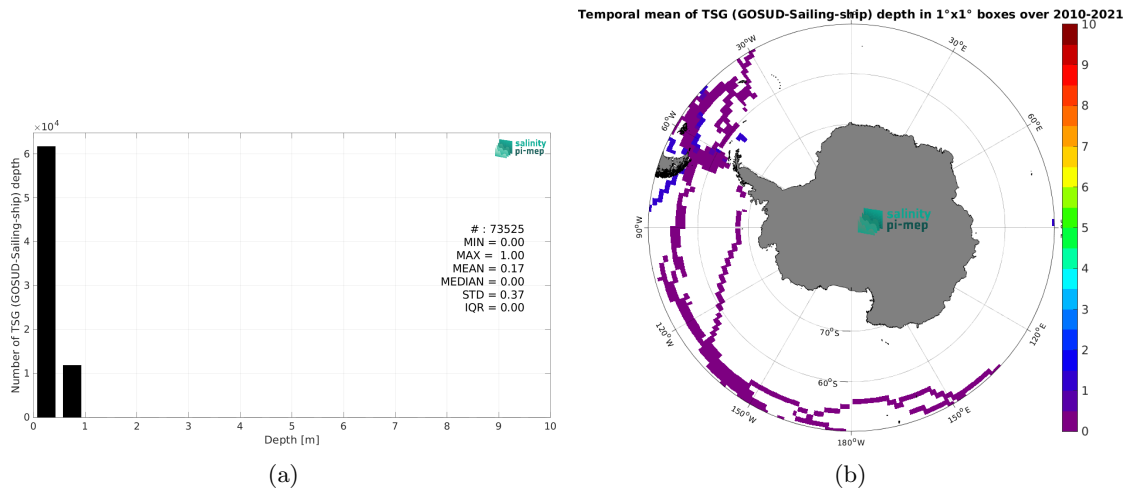 ×10⁴
6
5
4
3
2
1
0
Number of TSG (GOSUD-Sailing-ship) depth
salinity
pi-mep
# : 73525
MIN = 0.00
MAX = 1.00
MEAN = 0.17
MEDIAN = 0.00
STD = 0.37
IQR = 0.00
0 1 2 3 4 5 6 7 8 9 10
Depth [m]
(a)
Temporal mean of TSG (GOSUD-Sailing-ship) depth in 1°x1° boxes over 2010-2021
30°W
30°E
60°W
60°E
90°W
120°W
120°E
150°W
150°E
180°W
70°S
60°S
salinity
pi-mep
10
9
8
7
6
5
4
3
2
1
0
(b)